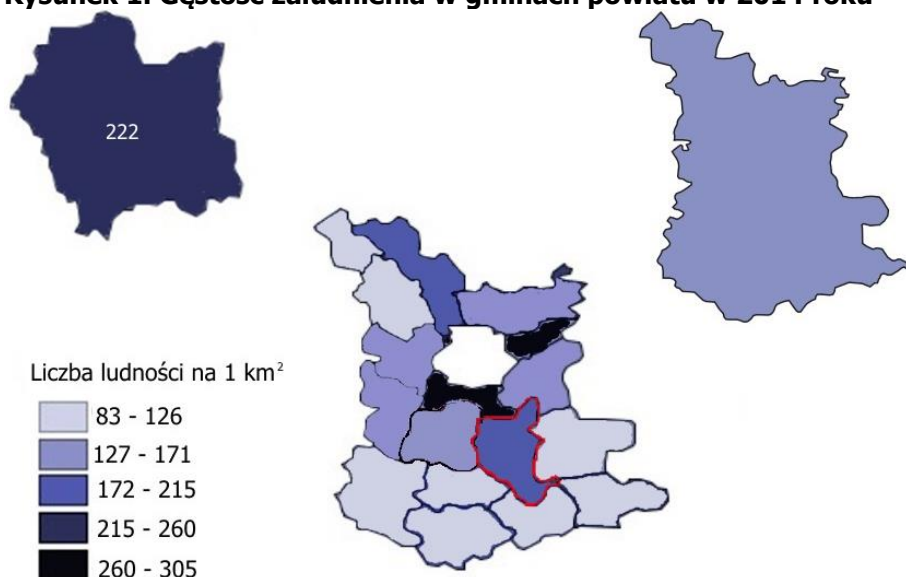 Rysunek 1. Gęstość zaludnienia w gminach powiatu w 2014 roku
222
Liczba ludności na 1 km²
83 - 126
127 - 171
172 - 215
215 - 260
260 - 305